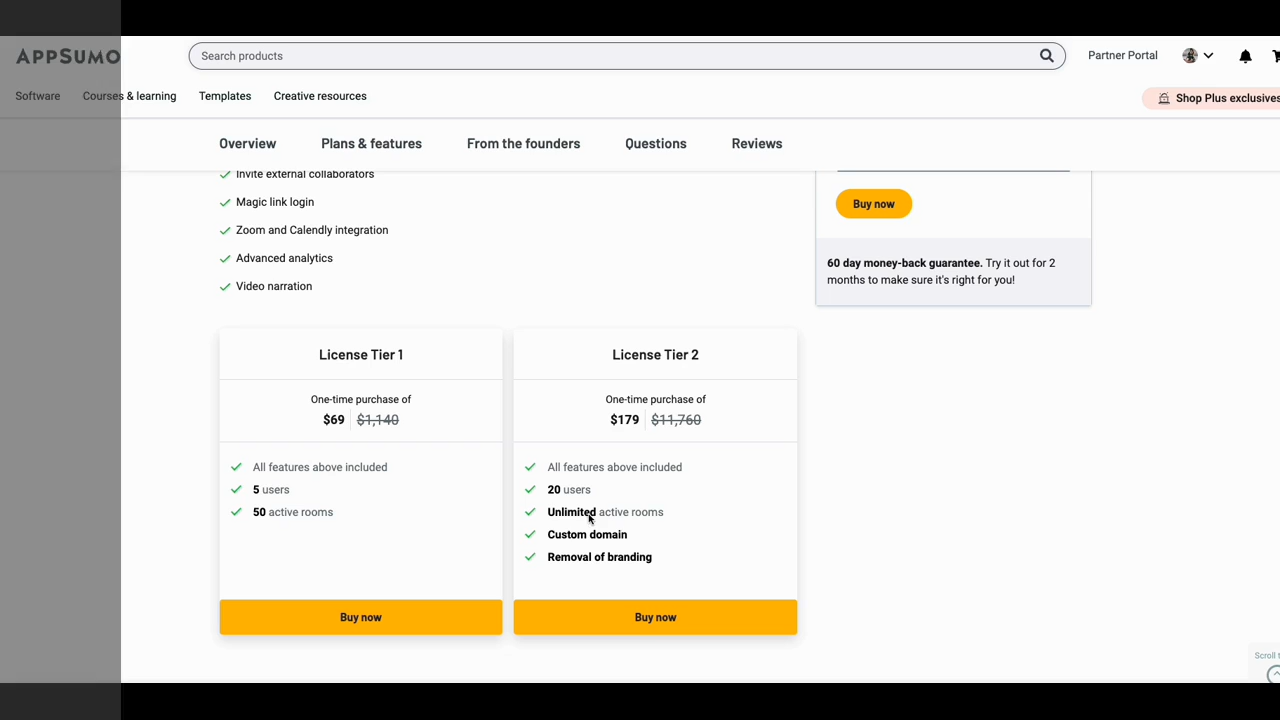 APPSUMO
Search products
Partner Portal
Software
Courses & learning
Templates
Creative resources
Shop Plus exclusives
Overview
Plans & features
From the founders
Questions
Reviews
Invite external collaborators
Magic link login
Zoom and Calendly integration
Advanced analytics
Video narration
Buy now
60 day money-back guarantee. Try it out for 2
months to make sure it's right for you!
License Tier 1
One-time purchase of
$69 $1,140
All features above included
5 users
50 active rooms
Buy now
License Tier 2
One-time purchase of
$179 $11,760
All features above included
20 users
Unlimited active rooms
Custom domain
Removal of branding
Buy now
Scroll t